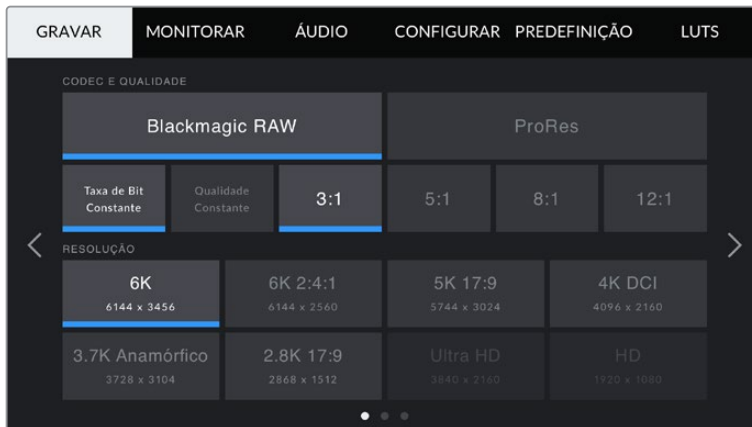 GRAVAR MONITORAR ÁUDIO CONFIGURAR PREDEFINIÇÃO LUTS
CODEC E QUALIDADE
Blackmagic RAW ProRes
Taxa de Bit Constante Qualidade Constante 3:1 5:1 8:1 12:1
RESOLUÇÃO
6K 6K 2:4:1 5K 17:9 4K DCI
6144 x 3456 6144 x 2560 5744 x 3024 4096 x 2160
3.7K Anamórfico 2.8K 17:9 Ultra HD HD
3728 x 3104 2868 x 1512 3840 x 2160 1920 x 1080